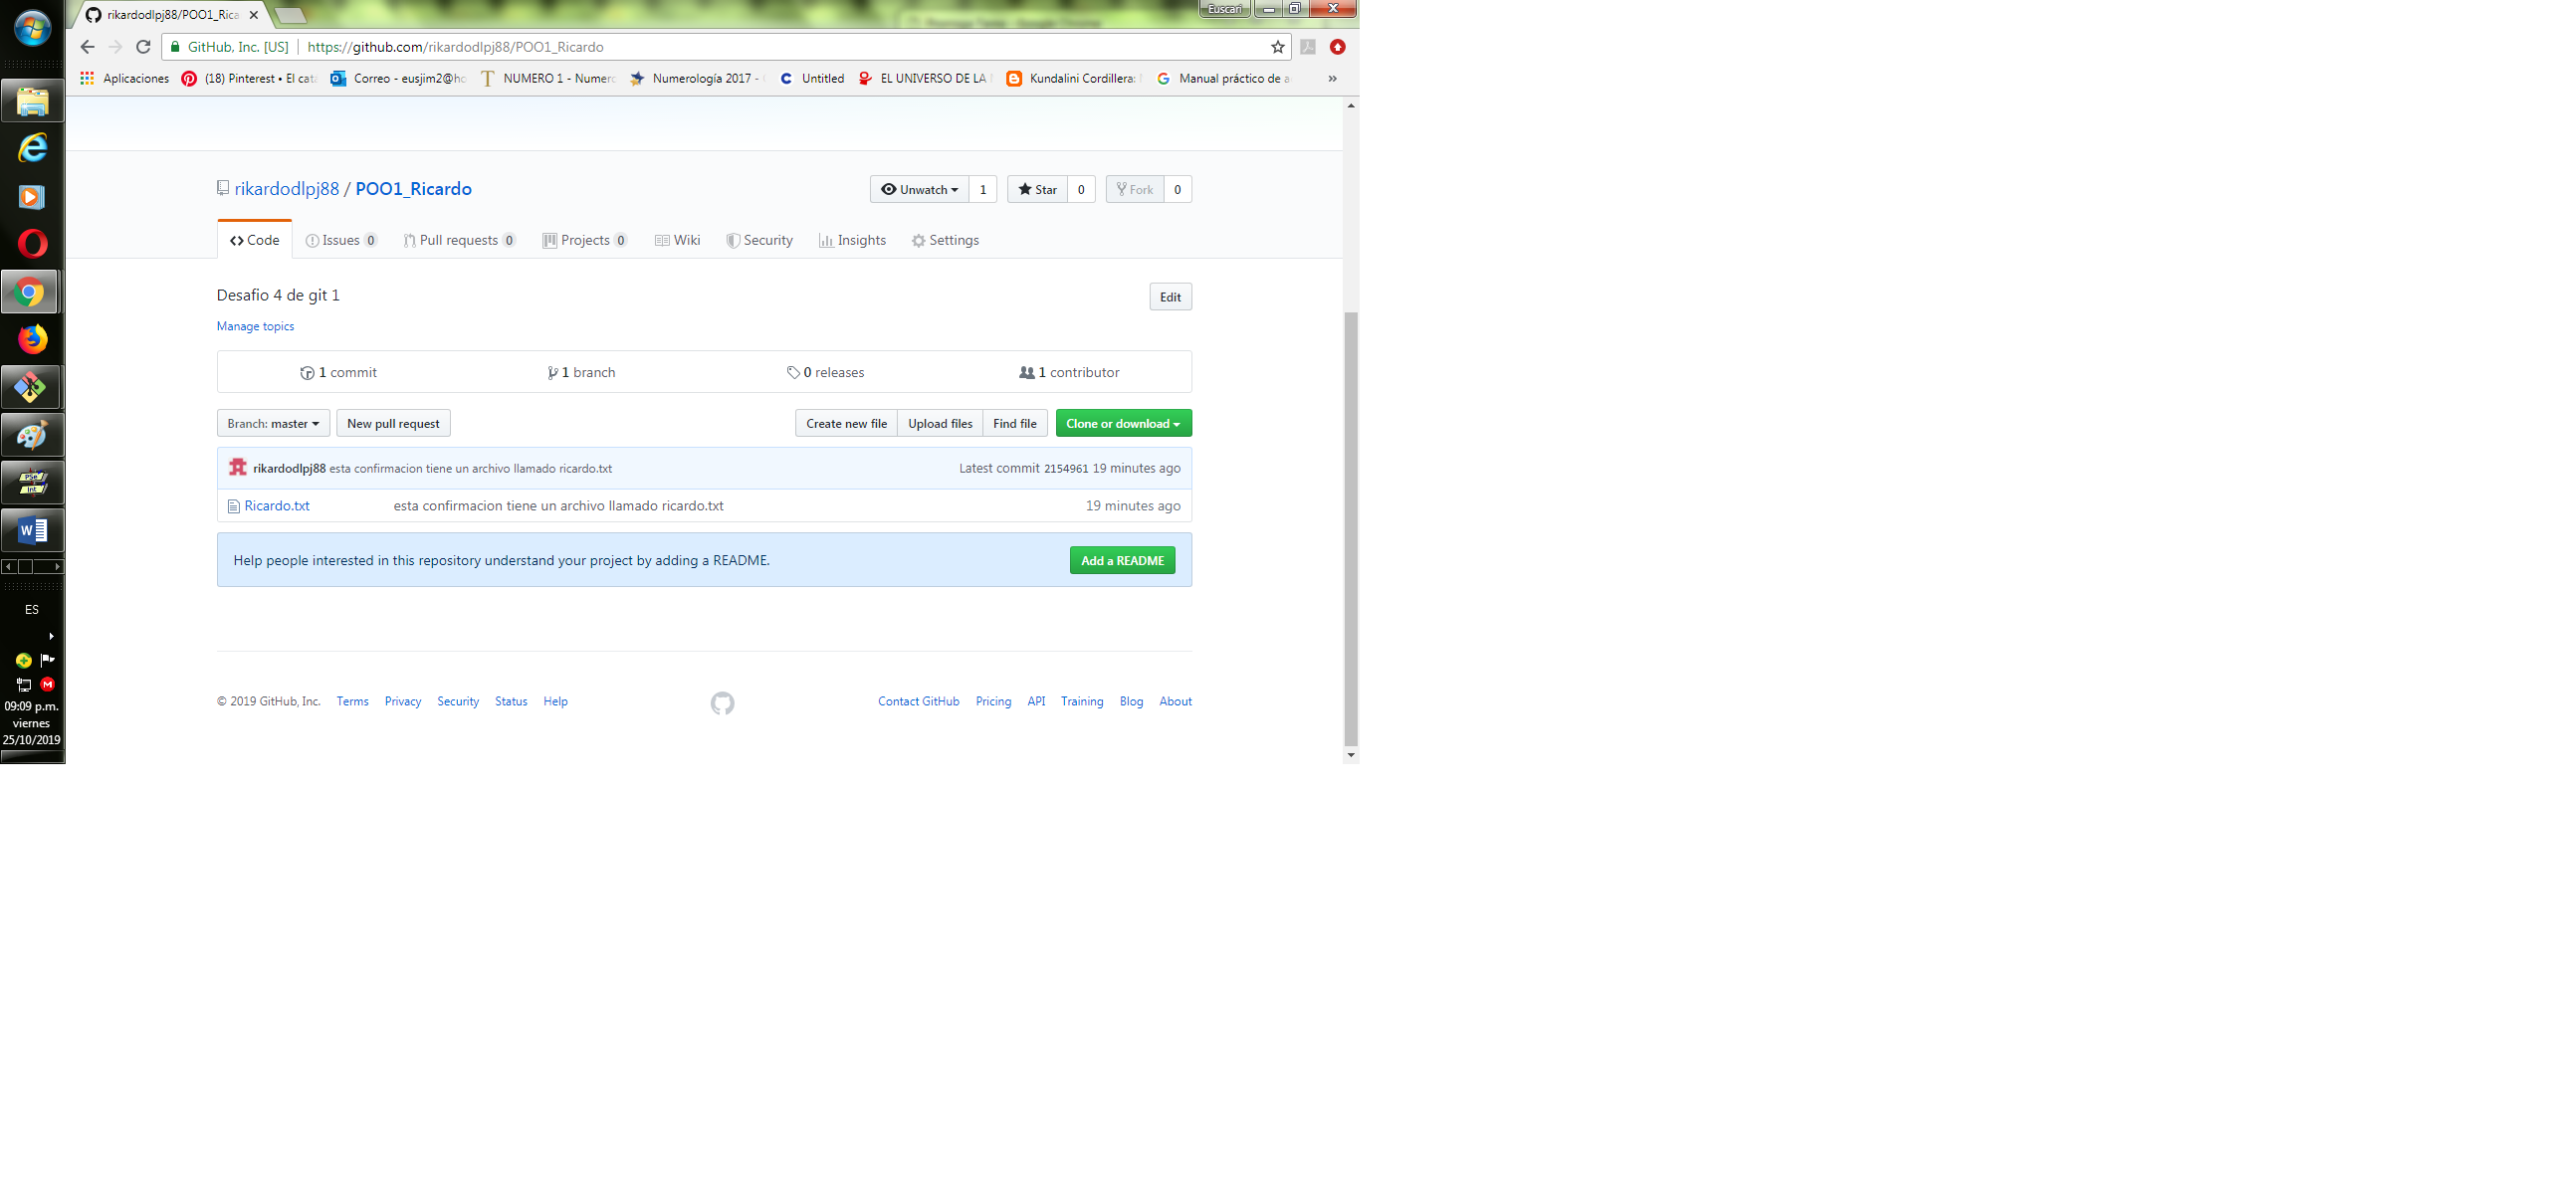 rikardodlpj88/POO1_Rica
Euscari
GitHub, Inc. [US] | https://github.com/rikardodlpj88/POO1_Ricardo
Aplicaciones (18) Pinterest • El cat Correo - eusjim2@ho NUMERO 1 - Numero Numerología 2017 - Untitled EL UNIVERSO DE LA Kundalini Cordillera: Manual práctico de a »
rikardodlpj88 / POO1_Ricardo
Unwatch 1 Star 0 Fork 0
Code Issues 0 Pull requests 0 Projects 0 Wiki Security Insights Settings
Desafio 4 de git 1
Edit
Manage topics
1 commit 1 branch 0 releases 1 contributor
Branch: master New pull request Create new file Upload files Find file Clone or download
rikardodlpj88 esta confirmacion tiene un archivo llamado ricardo.txt Latest commit 2154961 19 minutes ago
Ricardo.txt esta confirmacion tiene un archivo llamado ricardo.txt 19 minutes ago
Help people interested in this repository understand your project by adding a README. Add a README
© 2019 GitHub, Inc. Terms Privacy Security Status Help Contact GitHub Pricing API Training Blog About
PSe
Int
W
ES
M
09:09 p.m.
viernes
25/10/2019